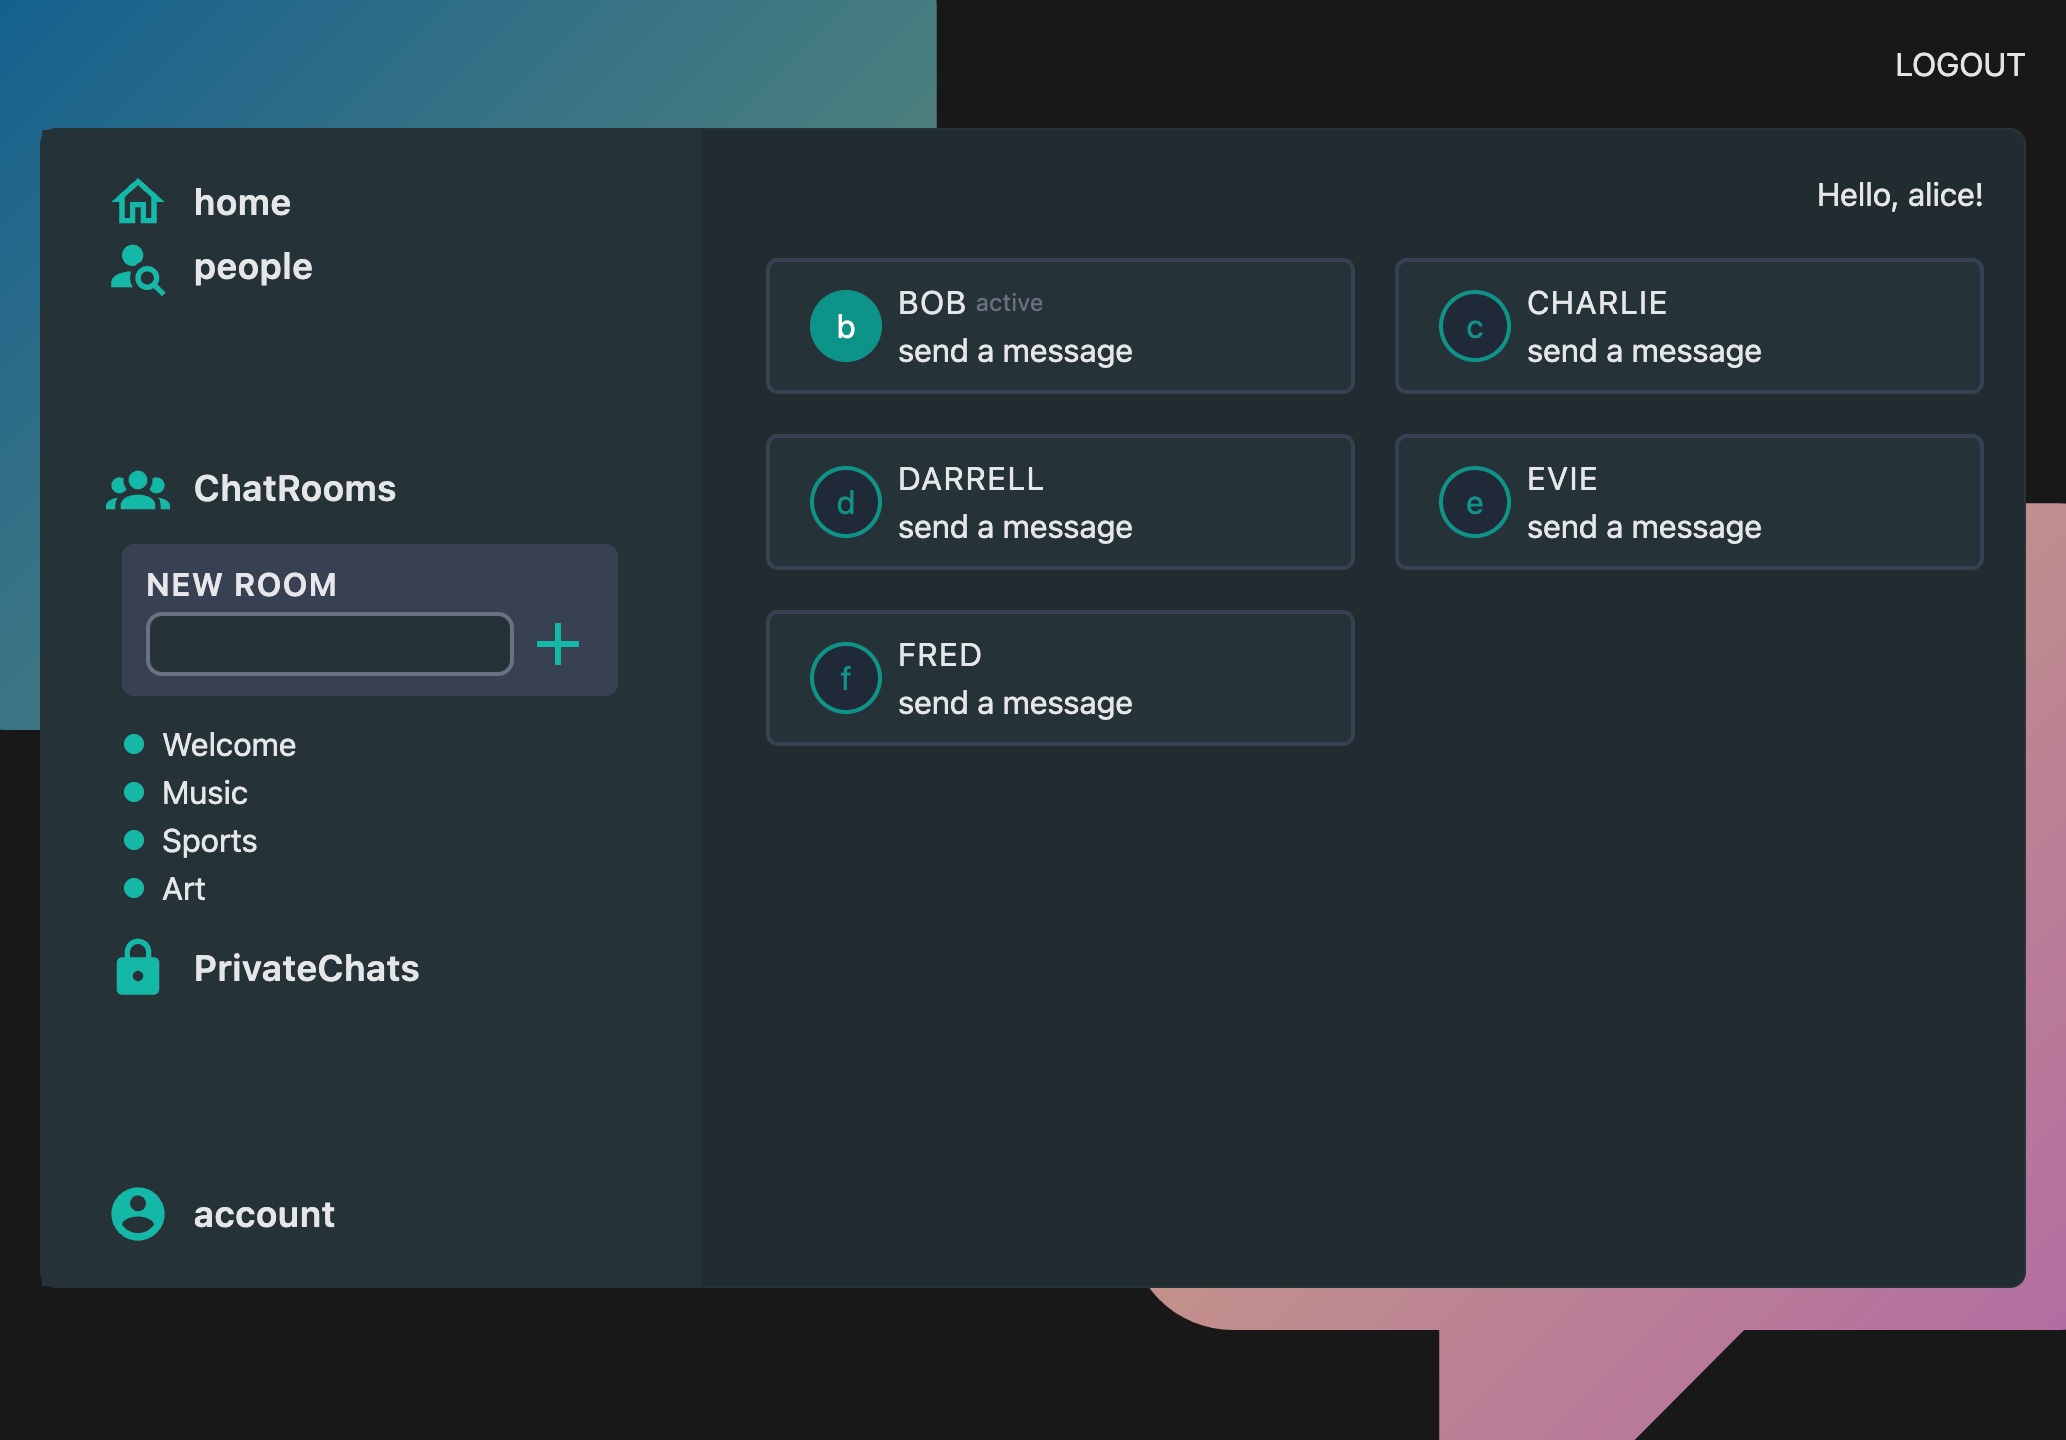 LOGOUT
home
people
ChatRooms
NEW ROOM
Welcome
Music
Sports
Art
PrivateChats
account
Hello, alice!
b
BOB active
send a message
c
CHARLIE
send a message
d
DARRELL
send a message
e
EVIE
send a message
f
FRED
send a message